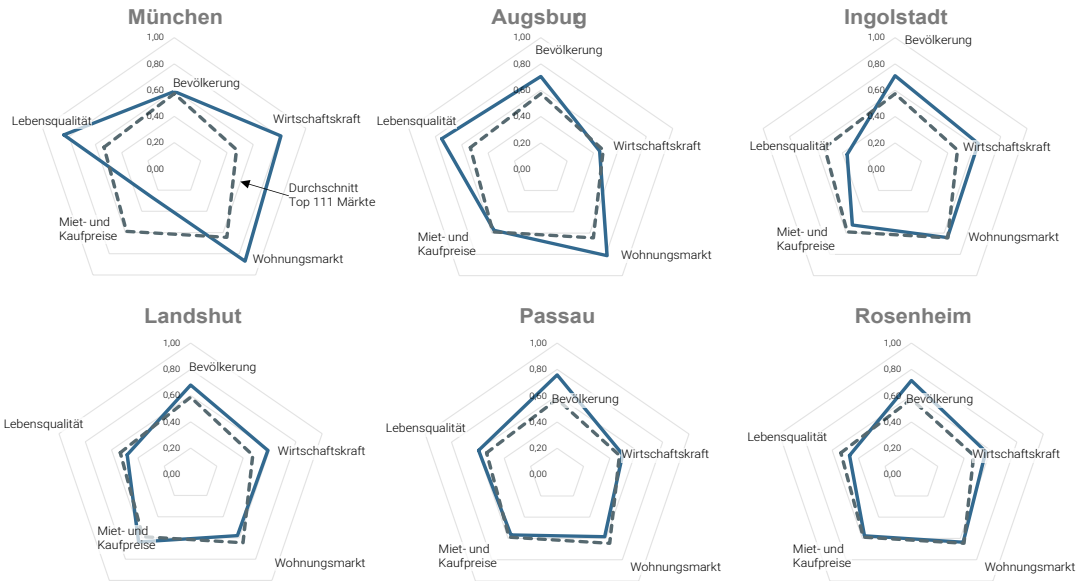 München
1,00
0,80
Bevölkerung
0,60
Lebensqualität
Wirtschaftskraft
0,40
0,20
0,00
Durchschnitt
Top 111 Märkte
Miet- und
Kaufpreise
Wohnungsmarkt
Augsburg
1,00
Bevölkerung
0,80
0,60
Lebensqualität
0,40
Wirtschaftskraft
0,20
0,00
Miet- und
Kaufpreise
Wohnungsmarkt
Ingolstadt
1,00
Bevölkerung
0,80
0,60
0,40
Lebensqualität
Wirtschaftskraft
0,20
0,00
Miet- und
Kaufpreise
Wohnungsmarkt
Landshut
1,00
0,80
Bevölkerung
0,60
Lebensqualität
0,40
Wirtschaftskraft
0,20
0,00
Miet- und
Kaufpreise
Wohnungsmarkt
Passau
1,00
0,80
0,60
Bevölkerung
Lebensqualität
0,40
Wirtschaftskraft
0,20
0,00
Miet- und
Kaufpreise
Wohnungsmarkt
Rosenheim
1,00
0,80
0,60
Bevölkerung
Lebensqualität
0,40
Wirtschaftskraft
0,20
0,00
Miet- und
Kaufpreise
Wohnungsmarkt